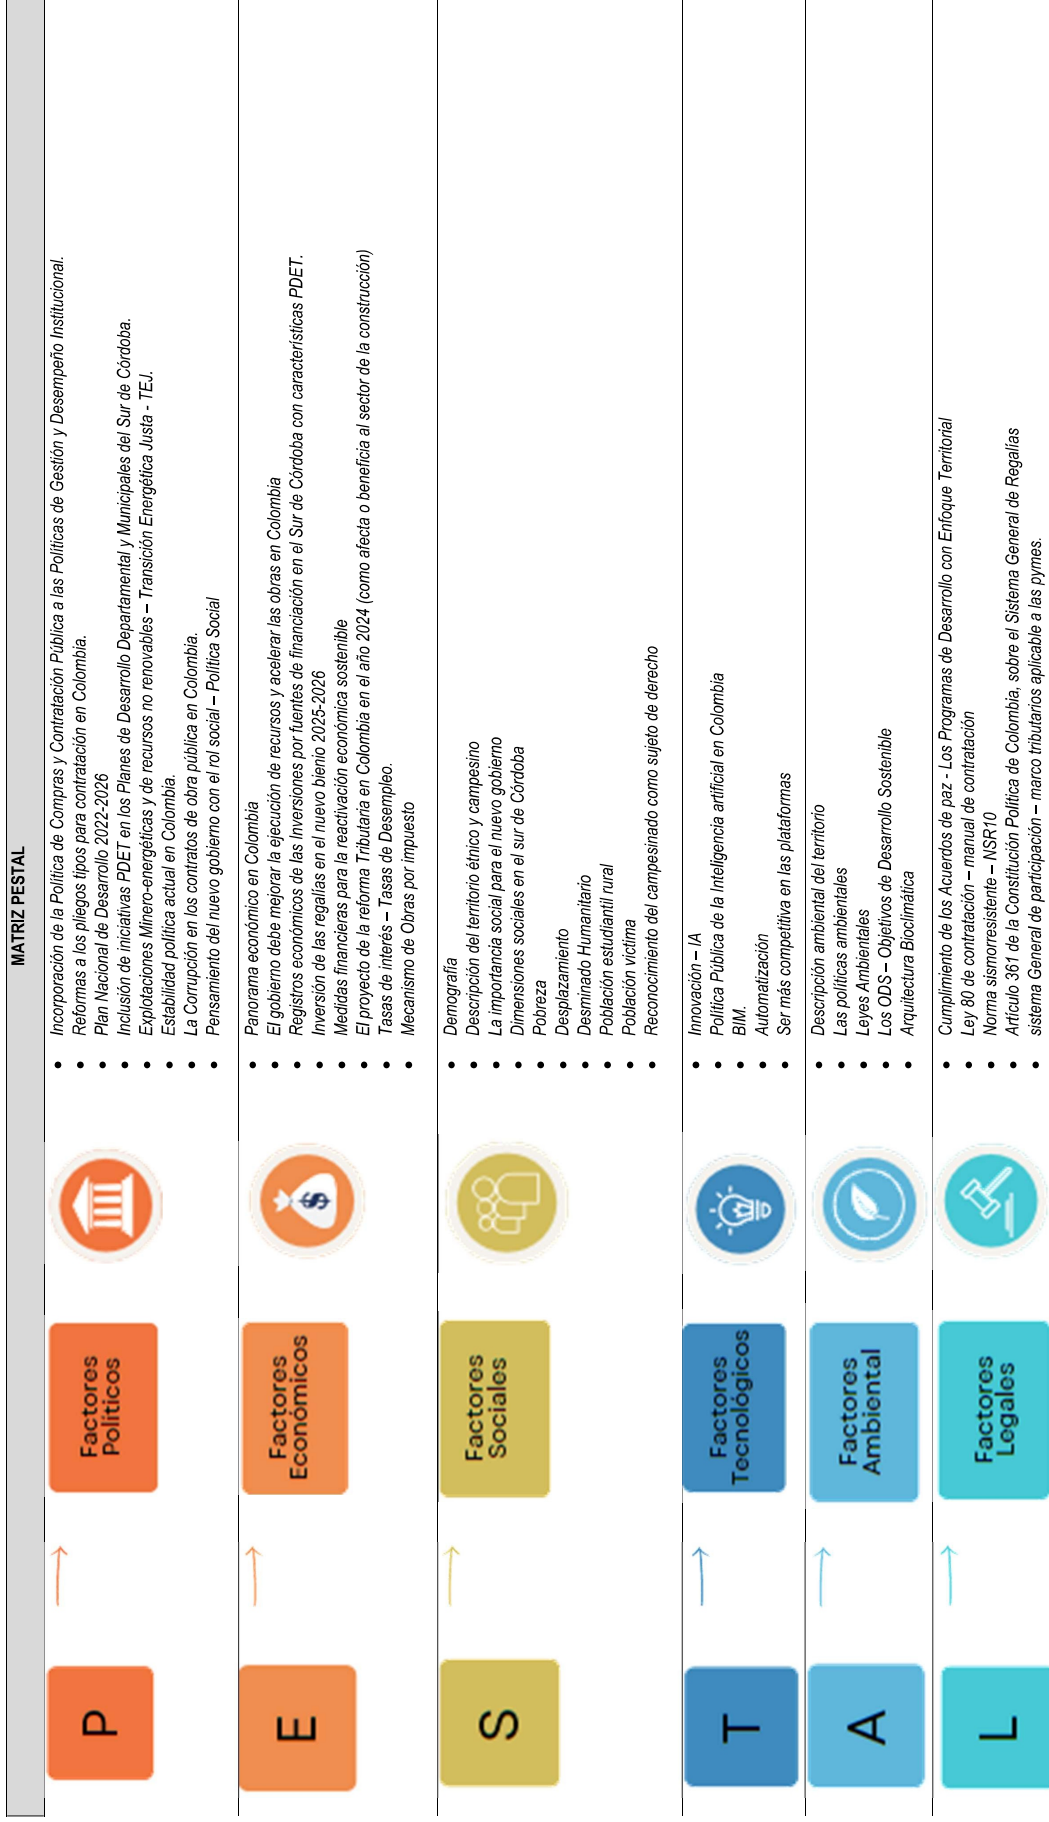 MATRIZ PESTAL
P
Factores
Políticos
• Incorporación de la Política de Compras y Contratación Pública a las Políticas de Gestión y Desempeño Institucional.
• Reformas a los pliegos tipos para contratación en Colombia.
• Plan Nacional de Desarrollo 2022-2026
• Inclusión de iniciativas PDET en los Planes de Desarrollo Departamental y Municipales del Sur de Córdoba.
• Explotaciones Minero-energéticas y de recursos no renovables – Transición Energética Justa - TEJ.
• Estabilidad política actual en Colombia.
• La Corrupción en los contratos de obra pública en Colombia.
• Pensamiento del nuevo gobierno con el rol social – Política Social
E
Factores
Económicos
$
• Panorama económico en Colombia
• El gobierno debe mejorar la ejecución de recursos y acelerar las obras en Colombia
• Registros económicos de las Inversiones por fuentes de financiación en el Sur de Córdoba con características PDET.
• Inversión de las regalías en el nuevo bienio 2025-2026
• Medidas financieras para la reactivación económica sostenible
• El proyecto de la reforma Tributaria en Colombia en el año 2024 (como afecta o beneficia al sector de la construcción)
• Tasas de interés – Tasas de Desempleo.
• Mecanismo de Obras por impuesto
S
Factores
Sociales
• Demografía
• Descripción del territorio étnico y campesino
• La importancia social para el nuevo gobierno
• Dimensiones sociales en el sur de Córdoba
• Pobreza
• Desplazamiento
• Desminado Humanitario
• Población estudiantil rural
• Población victima
• Reconocimiento del campesinado como sujeto de derecho
T
Factores
Tecnológicos
• Innovación – IA
• Política Pública de la Inteligencia artificial en Colombia
• BIM.
• Automatización
• Ser más competitiva en las plataformas
A
Factores
Ambiental
• Descripción ambiental del territorio
• Las políticas ambientales
• Leyes Ambientales
• Los ODS – Objetivos de Desarrollo Sostenible
• Arquitectura Bioclimática
L
Factores
Legales
• Cumplimiento de los Acuerdos de paz - Los Programas de Desarrollo con Enfoque Territorial
• Ley 80 de contratación – manual de contratación
• Norma sismorresistente – NSR10
• Artículo 361 de la Constitución Política de Colombia, sobre el Sistema General de Regalías
• sistema General de participación – marco tributarios aplicable a las pymes.